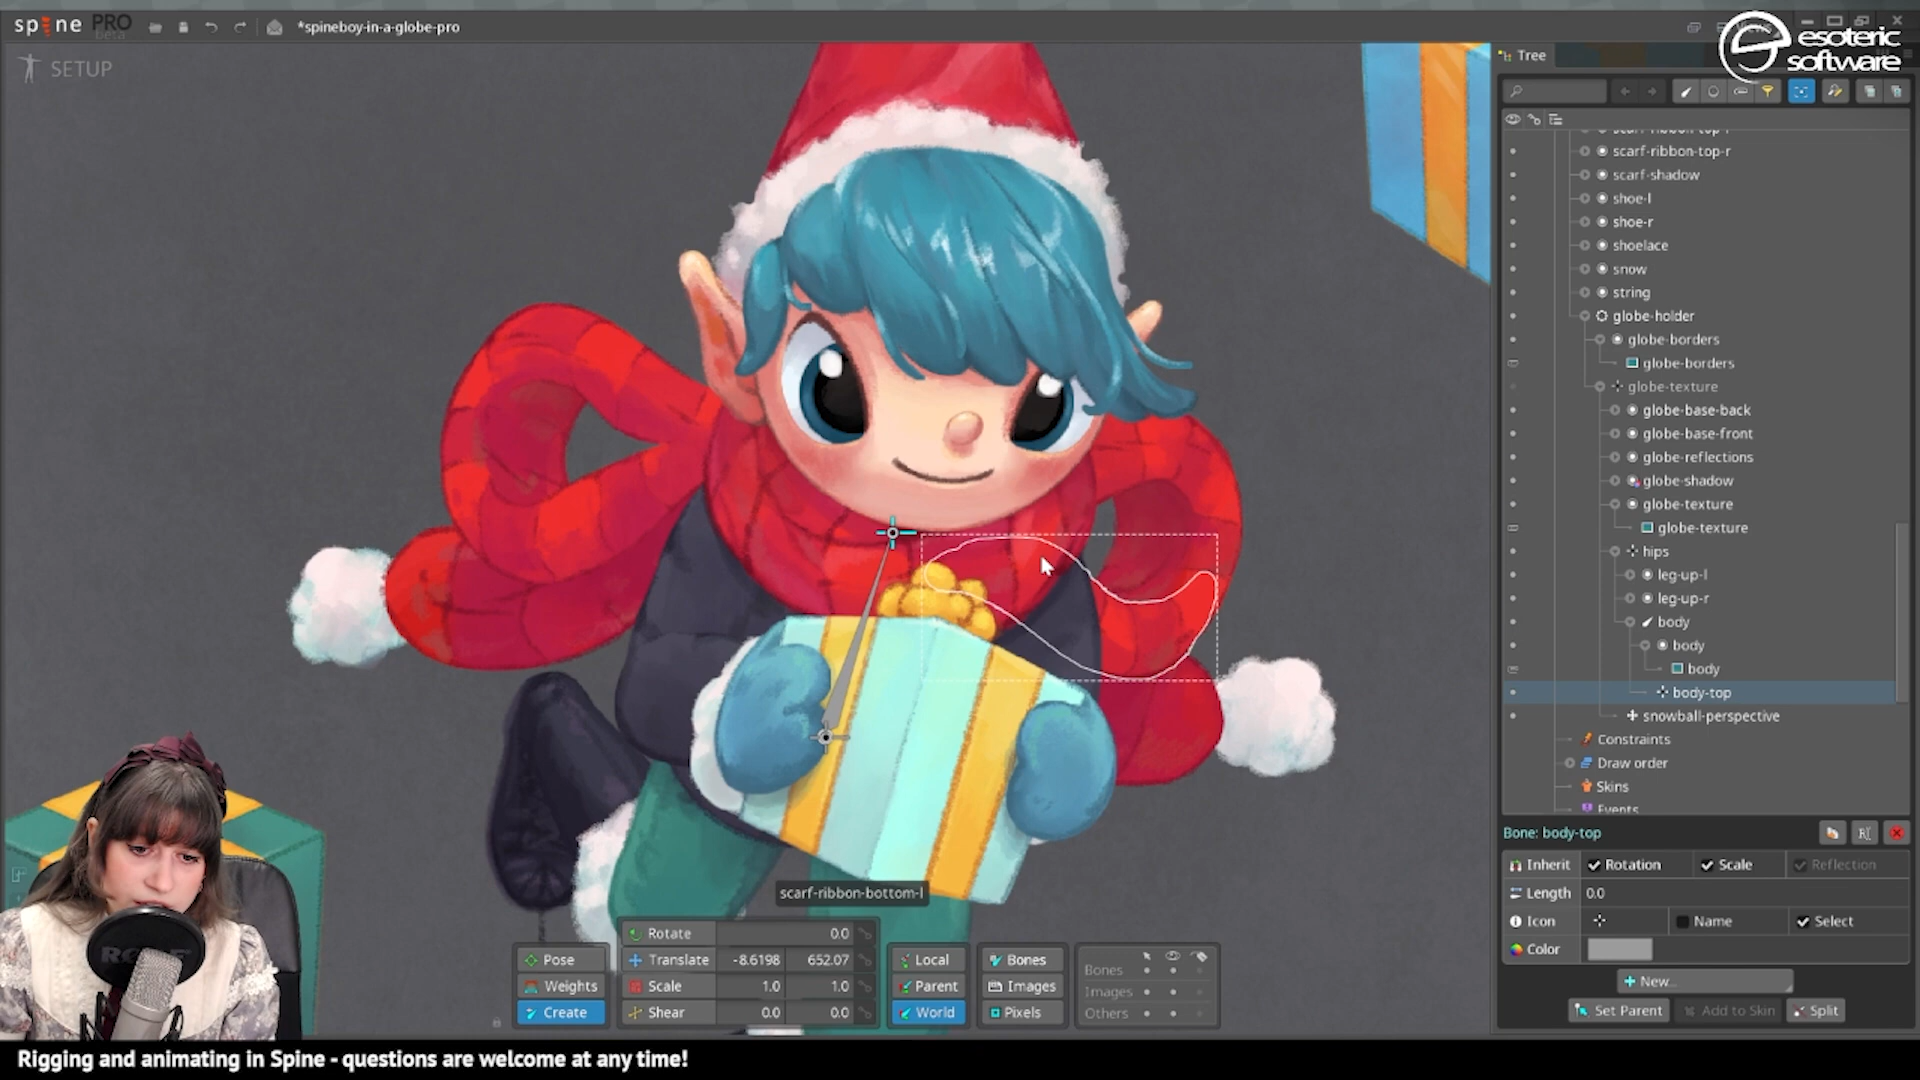 spine PRO
beta
*spineboy-in-a-globe-pro
SETUP
esoteric
software
Tree
scarf-ribbon-top-r
scarf-shadow
shoe-l
shoe-r
shoelace
snow
string
globe-holder
globe-borders
globe-borders
globe-texture
globe-base-back
globe-base-front
globe-reflections
globe-shadow
globe-texture
globe-texture
hips
leg-up-l
leg-up-r
body
body
body
body-top
snowball-perspective
Constraints
Draw order
Skins
Events
Bone: body-top
Inherit Rotation Scale Reflection
Length 0.0
Icon Name Select
Color
New...
Set Parent Add to Skin Split
scarf-ribbon-bottom-l
Pose
Weights
Create
Rotate 0.0
Translate -8.6198 652.07
Scale 1.0 1.0
Shear 0.0 0.0
Local
Parent
World
Bones
Images
Pixels
Bones
Images
Others
Rigging and animating in Spine - questions are welcome at any time!